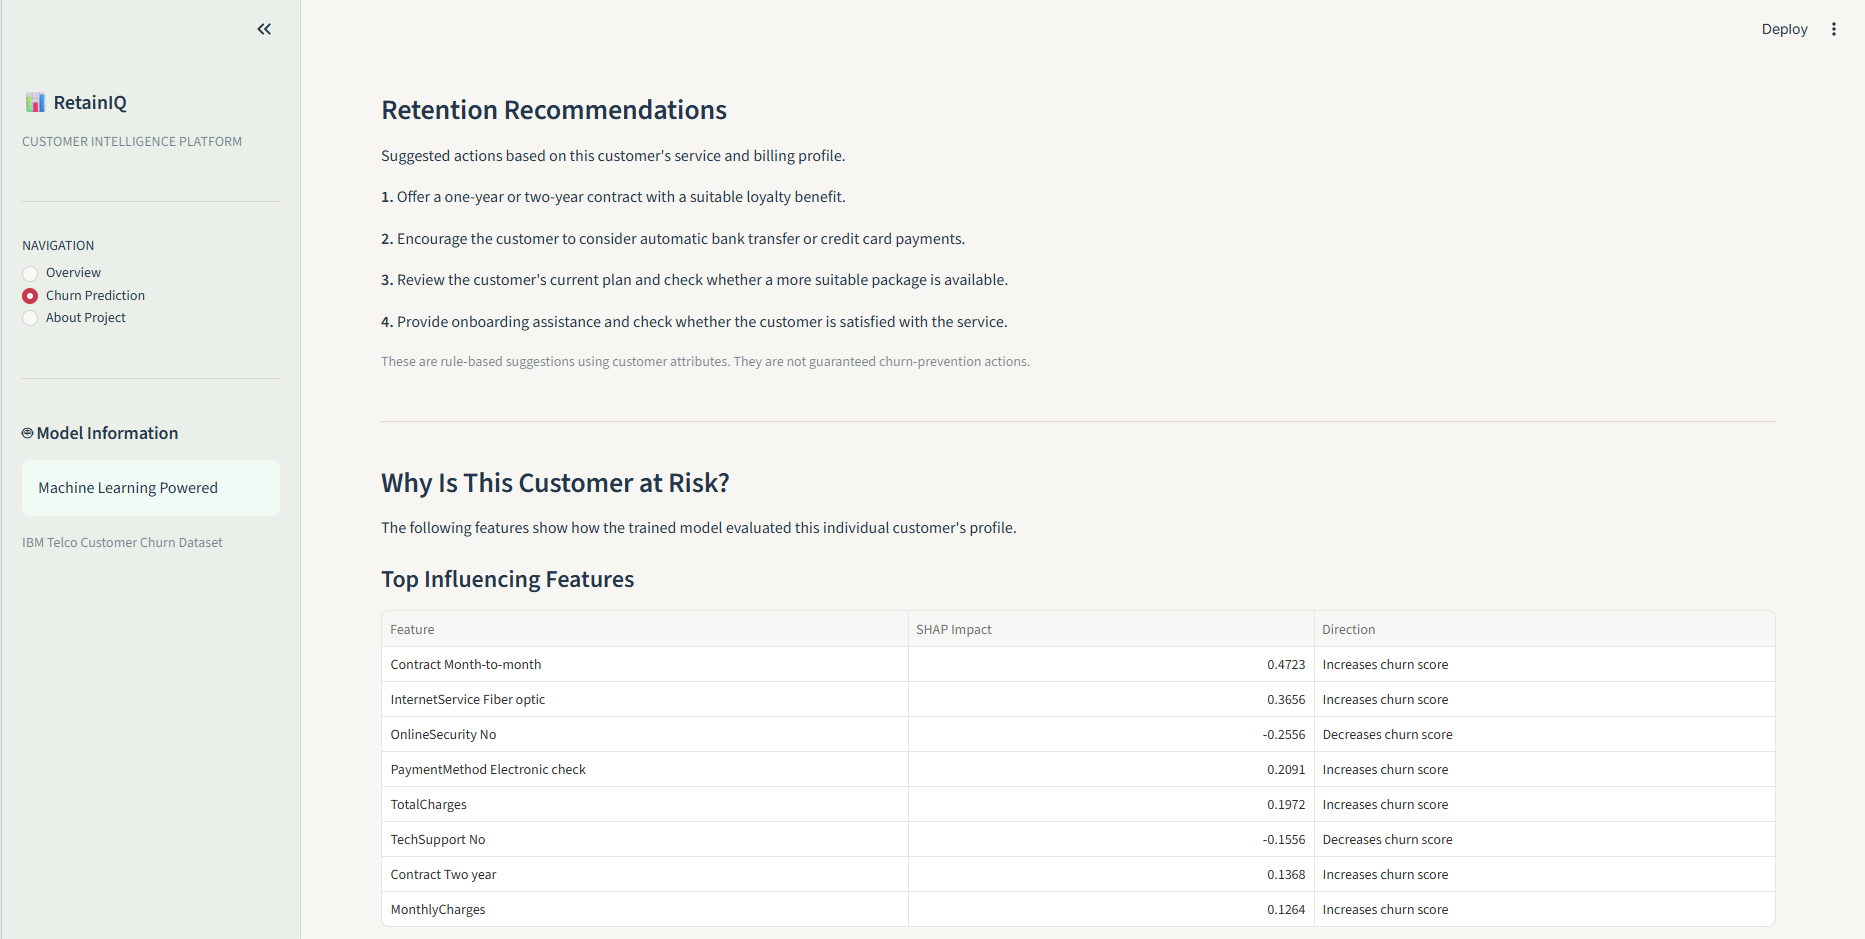 Deploy
RetainIQ
CUSTOMER INTELLIGENCE PLATFORM
NAVIGATION
Overview
Churn Prediction
About Project
Model Information
Machine Learning Powered
IBM Telco Customer Churn Dataset
Retention Recommendations
Suggested actions based on this customer's service and billing profile.
1. Offer a one-year or two-year contract with a suitable loyalty benefit.
2. Encourage the customer to consider automatic bank transfer or credit card payments.
3. Review the customer's current plan and check whether a more suitable package is available.
4. Provide onboarding assistance and check whether the customer is satisfied with the service.
These are rule-based suggestions using customer attributes. They are not guaranteed churn-prevention actions.
Why Is This Customer at Risk?
The following features show how the trained model evaluated this individual customer's profile.
Top Influencing Features
Feature SHAP Impact Direction
Contract Month-to-month 0.4723 Increases churn score
InternetService Fiber optic 0.3656 Increases churn score
OnlineSecurity No -0.2556 Decreases churn score
PaymentMethod Electronic check 0.2091 Increases churn score
TotalCharges 0.1972 Increases churn score
TechSupport No -0.1556 Decreases churn score
Contract Two year 0.1368 Increases churn score
MonthlyCharges 0.1264 Increases churn score